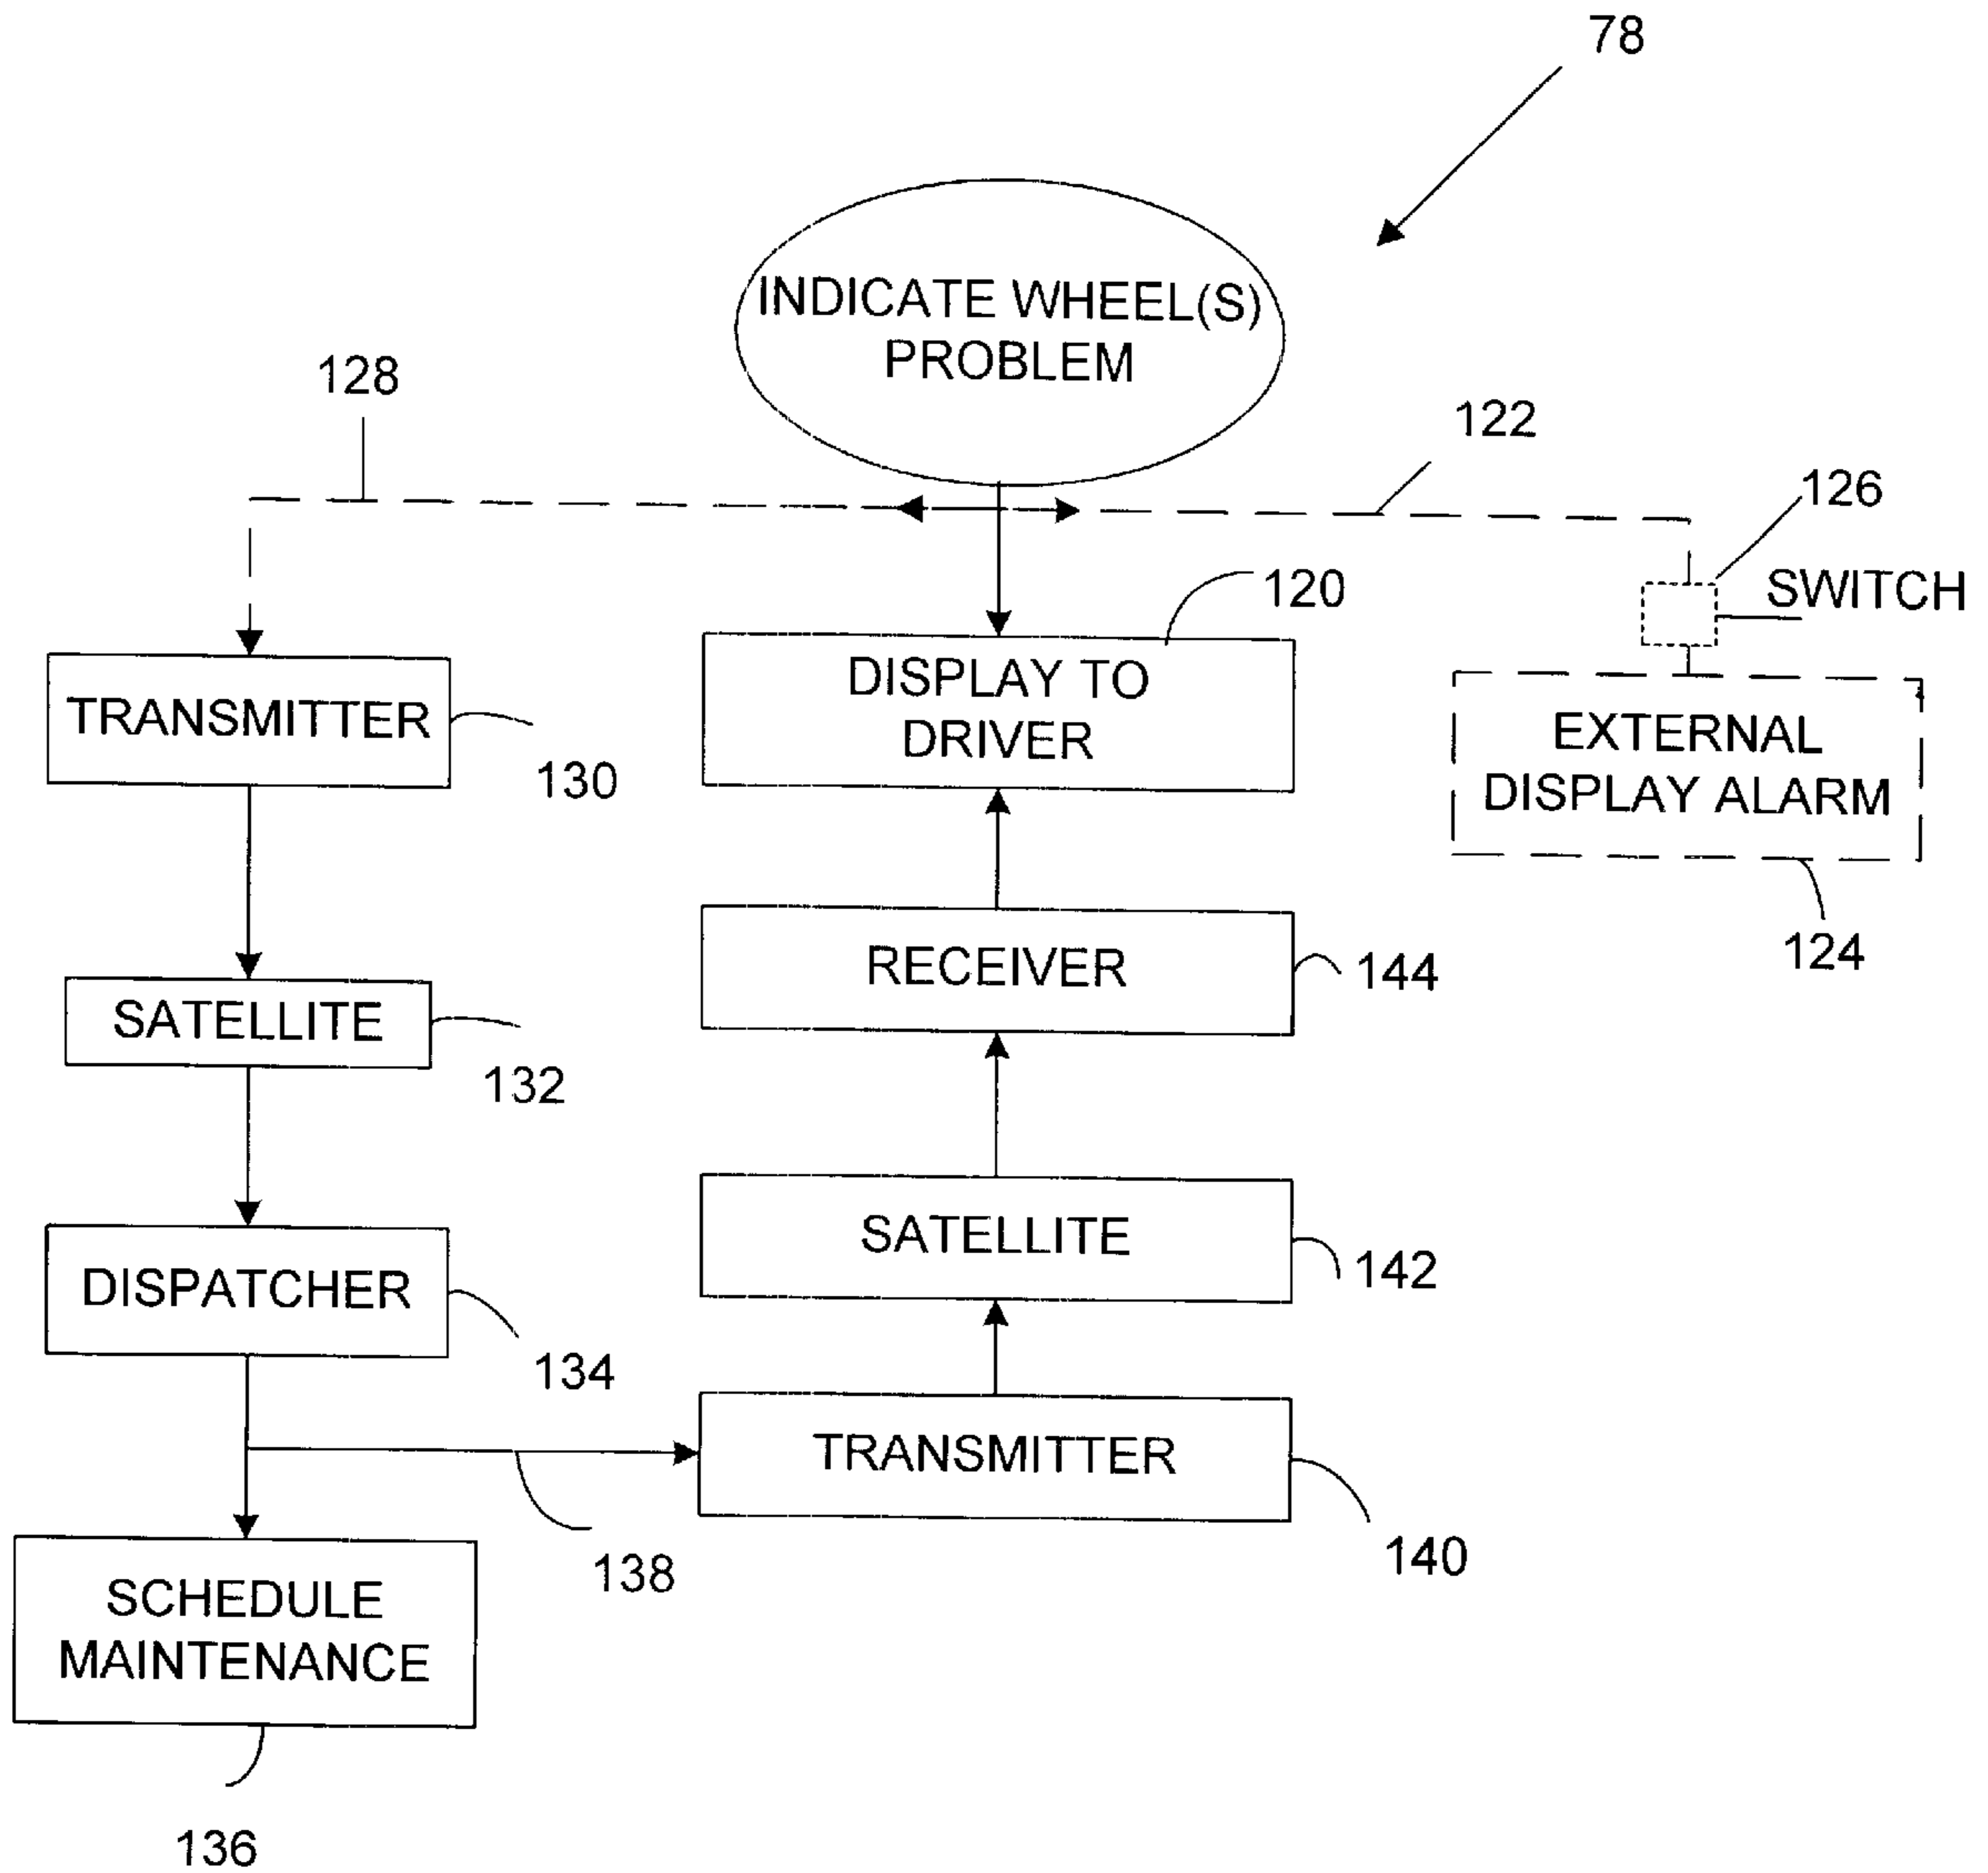 78
INDICATE WHEEL(S)
PROBLEM
128
122
126
SWITCH
120
DISPLAY TO
DRIVER
TRANSMITTER
130
EXTERNAL
DISPLAY ALARM
124
RECEIVER
144
SATELLITE
132
SATELLITE
142
DISPATCHER
134
TRANSMITTER
140
138
SCHEDULE
MAINTENANCE
136